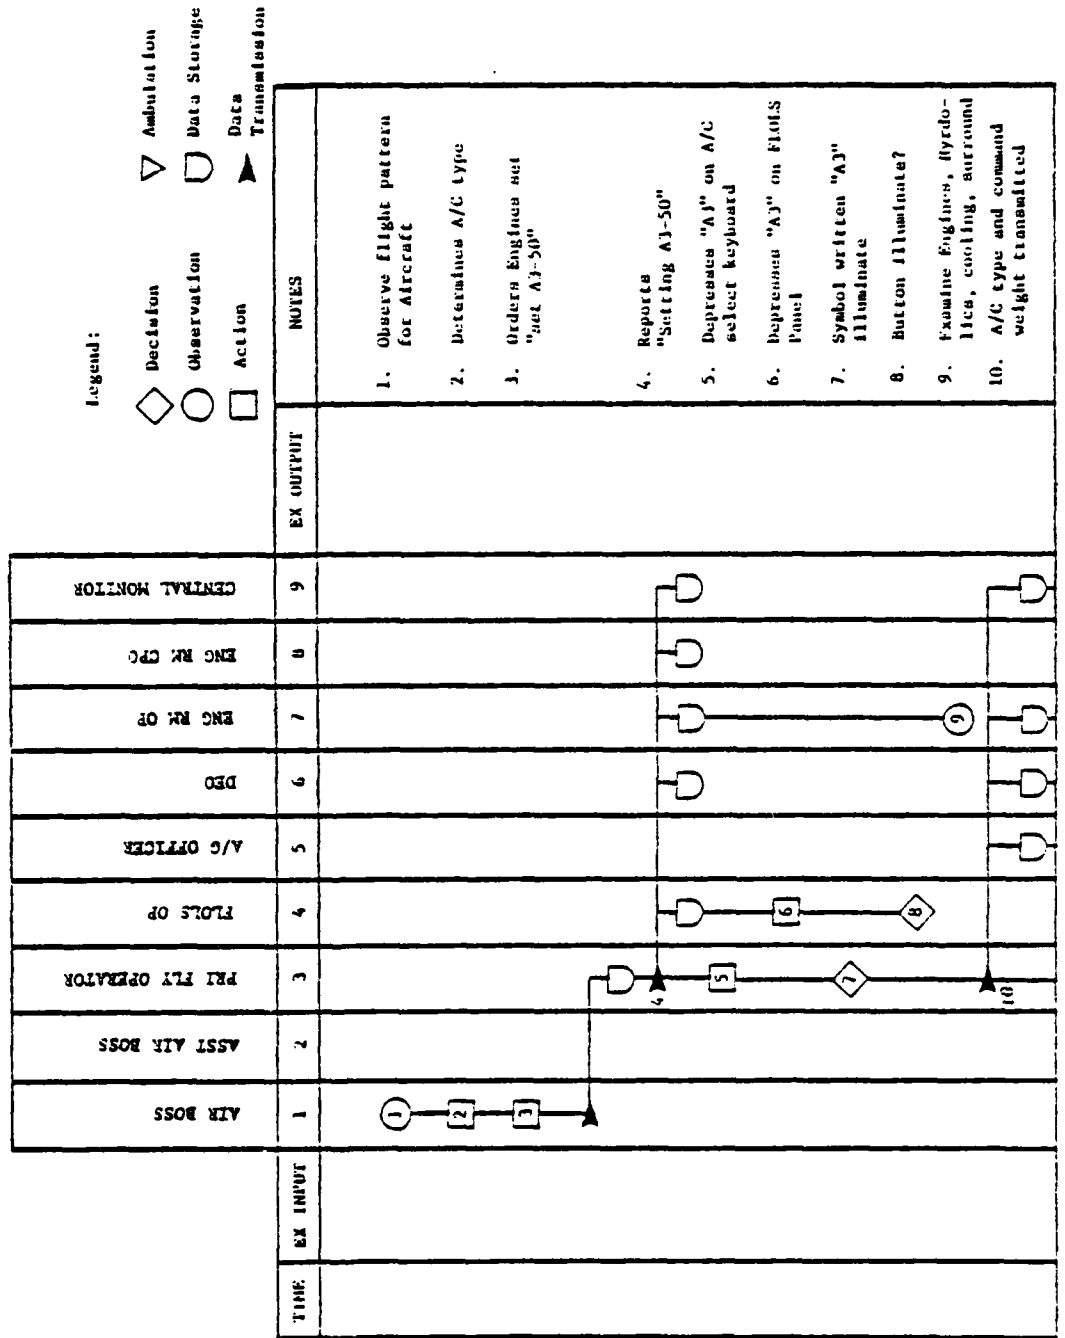 Legend:
Decision
Ambulation
Observation
Data Storage
Action
Data
Transmission
AIR BOSS
ASST AIR BOSS
PRI FLY OPERATOR
FLOLS OP
A/G OFFICER
DEO
ENG RM OP
ENG RM CPO
CENTRAL MONITOR
TIME
EX INPUT
1
2
3
4
5
6
7
8
9
EX OUTPUT
NOTES
1
2
3
4
5
6
7
8
9
10
1. Observe flight pattern
for Aircraft
2. Determines A/C type
3. Orders Engines set
"set A3-50"
4. Reports
"Setting A3-50"
5. Depresses "A3" on A/C
select keyboard
6. Depresses "A3" on FLOLS
Panel
7. Symbol written "A3"
illuminate
8. Button illuminate?
9. Examine Engines, Hyrdo-
lics, cooling, surround
10. A/C type and command
weight transmitted